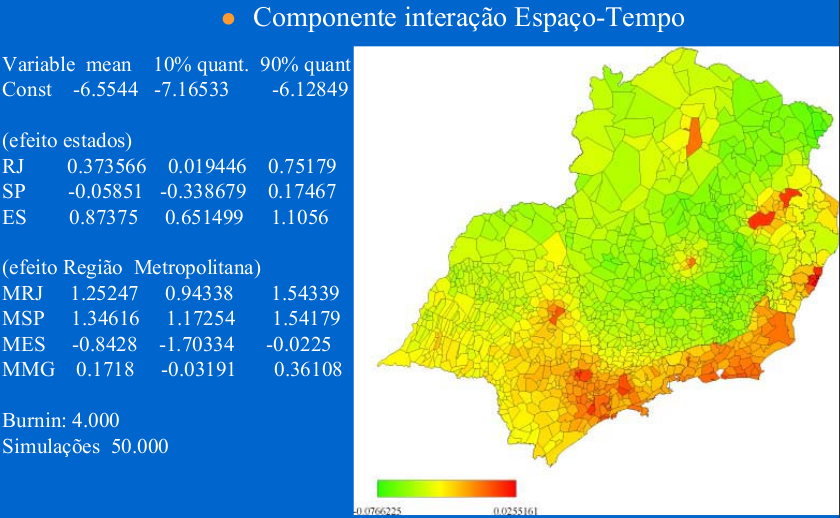 Componente interação Espaço-Tempo
Variable mean 10% quant. 90% quant
Const -6.5544 -7.16533 -6.12849
(efeito estados)
RJ 0.373566 0.019446 0.75179
SP -0.05851 -0.338679 0.17467
ES 0.87375 0.651499 1.1056
(efeito Região Metropolitana)
MRJ 1.25247 0.94338 1.54339
MSP 1.34616 1.17254 1.54179
MES -0.8428 -1.70334 -0.0225
MMG 0.1718 -0.03191 0.36108
Burnin: 4.000
Simulações 50.000
-0.0766225 0.0255161